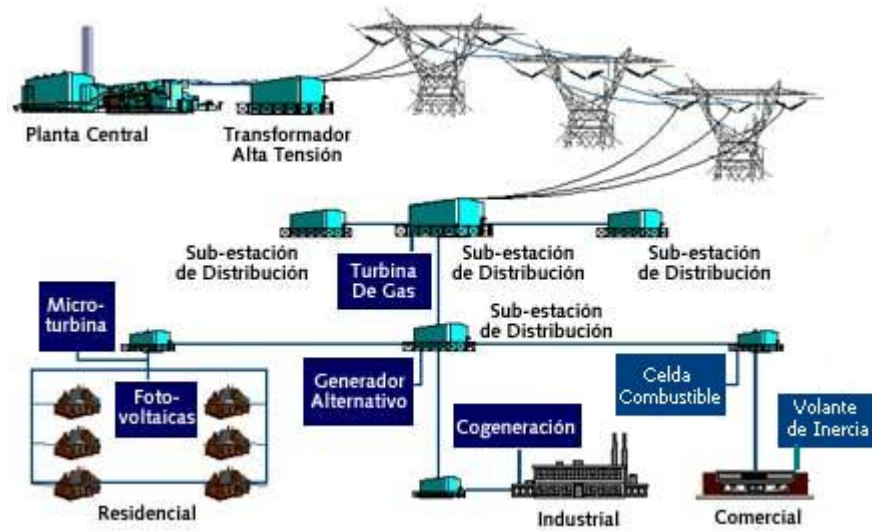 Planta Central
Transformador
Alta Tensión
Sub-estación
de Distribución
Turbina
De Gas
Sub-estación
de Distribución
Sub-estación
de Distribución
Micro-
turbina
Sub-estación
de Distribución
Foto-
voltaicas
Generador
Alternativo
Celda
Combustible
Cogeneración
Volante
de Inercia
Residencial
Industrial
Comercial